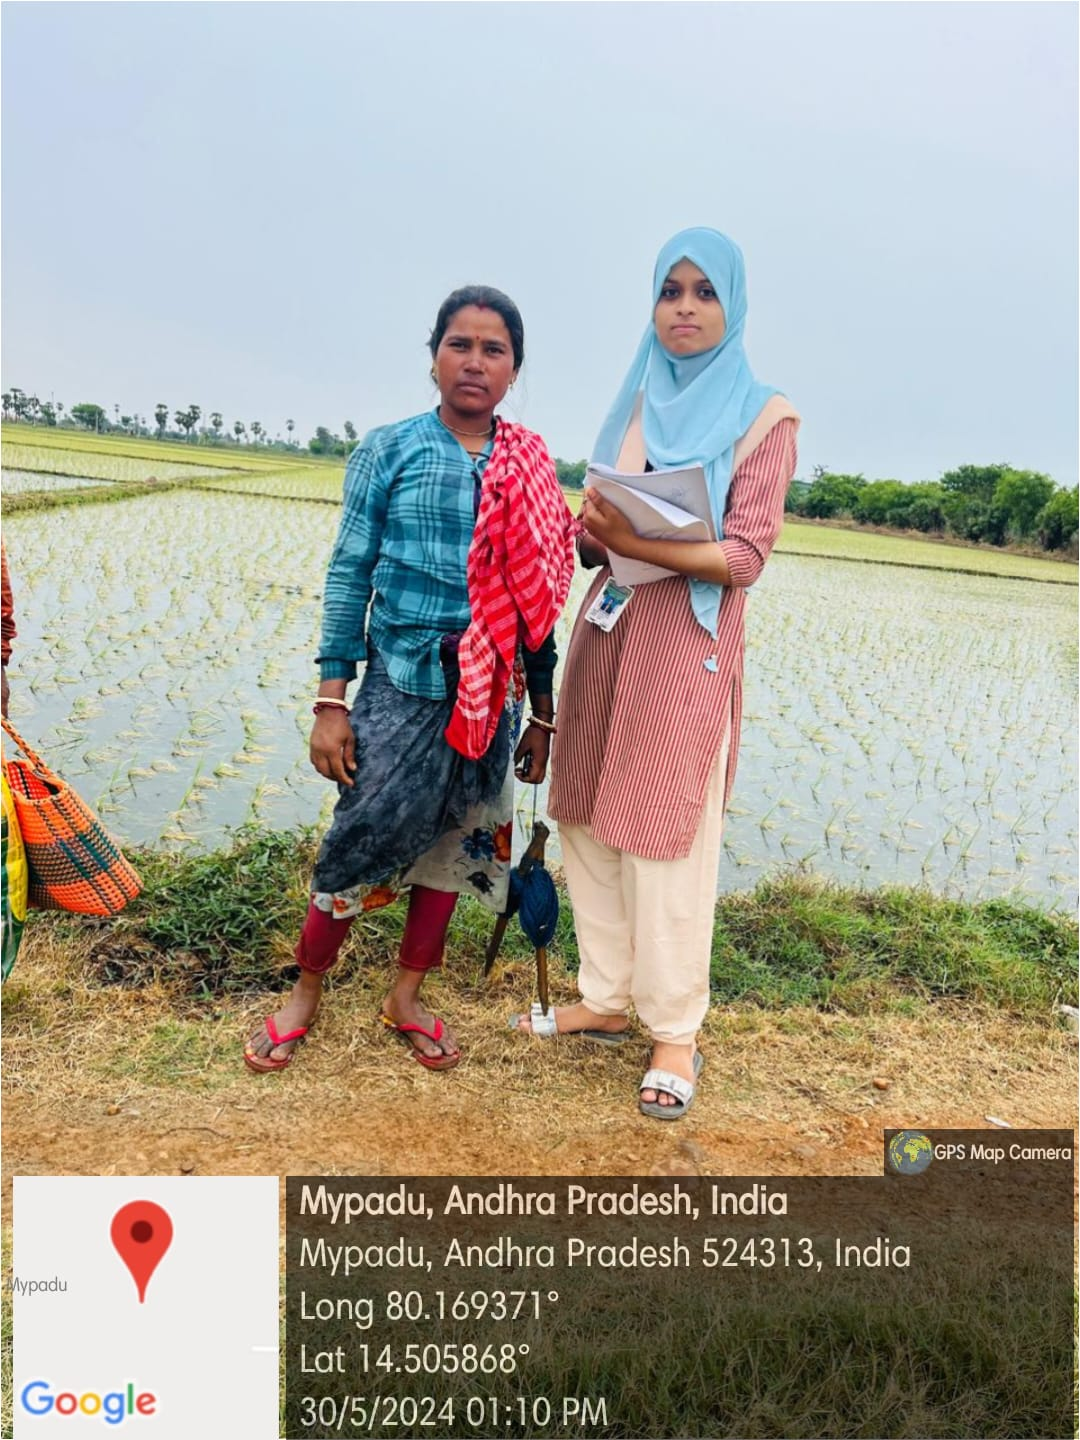 GPS Map Camera
Mypadu, Andhra Pradesh, India
Mypadu, Andhra Pradesh 524313, India
Long 80.169371°
Lat 14.505868°
30/5/2024 01:10 PM
Mypadu
Google